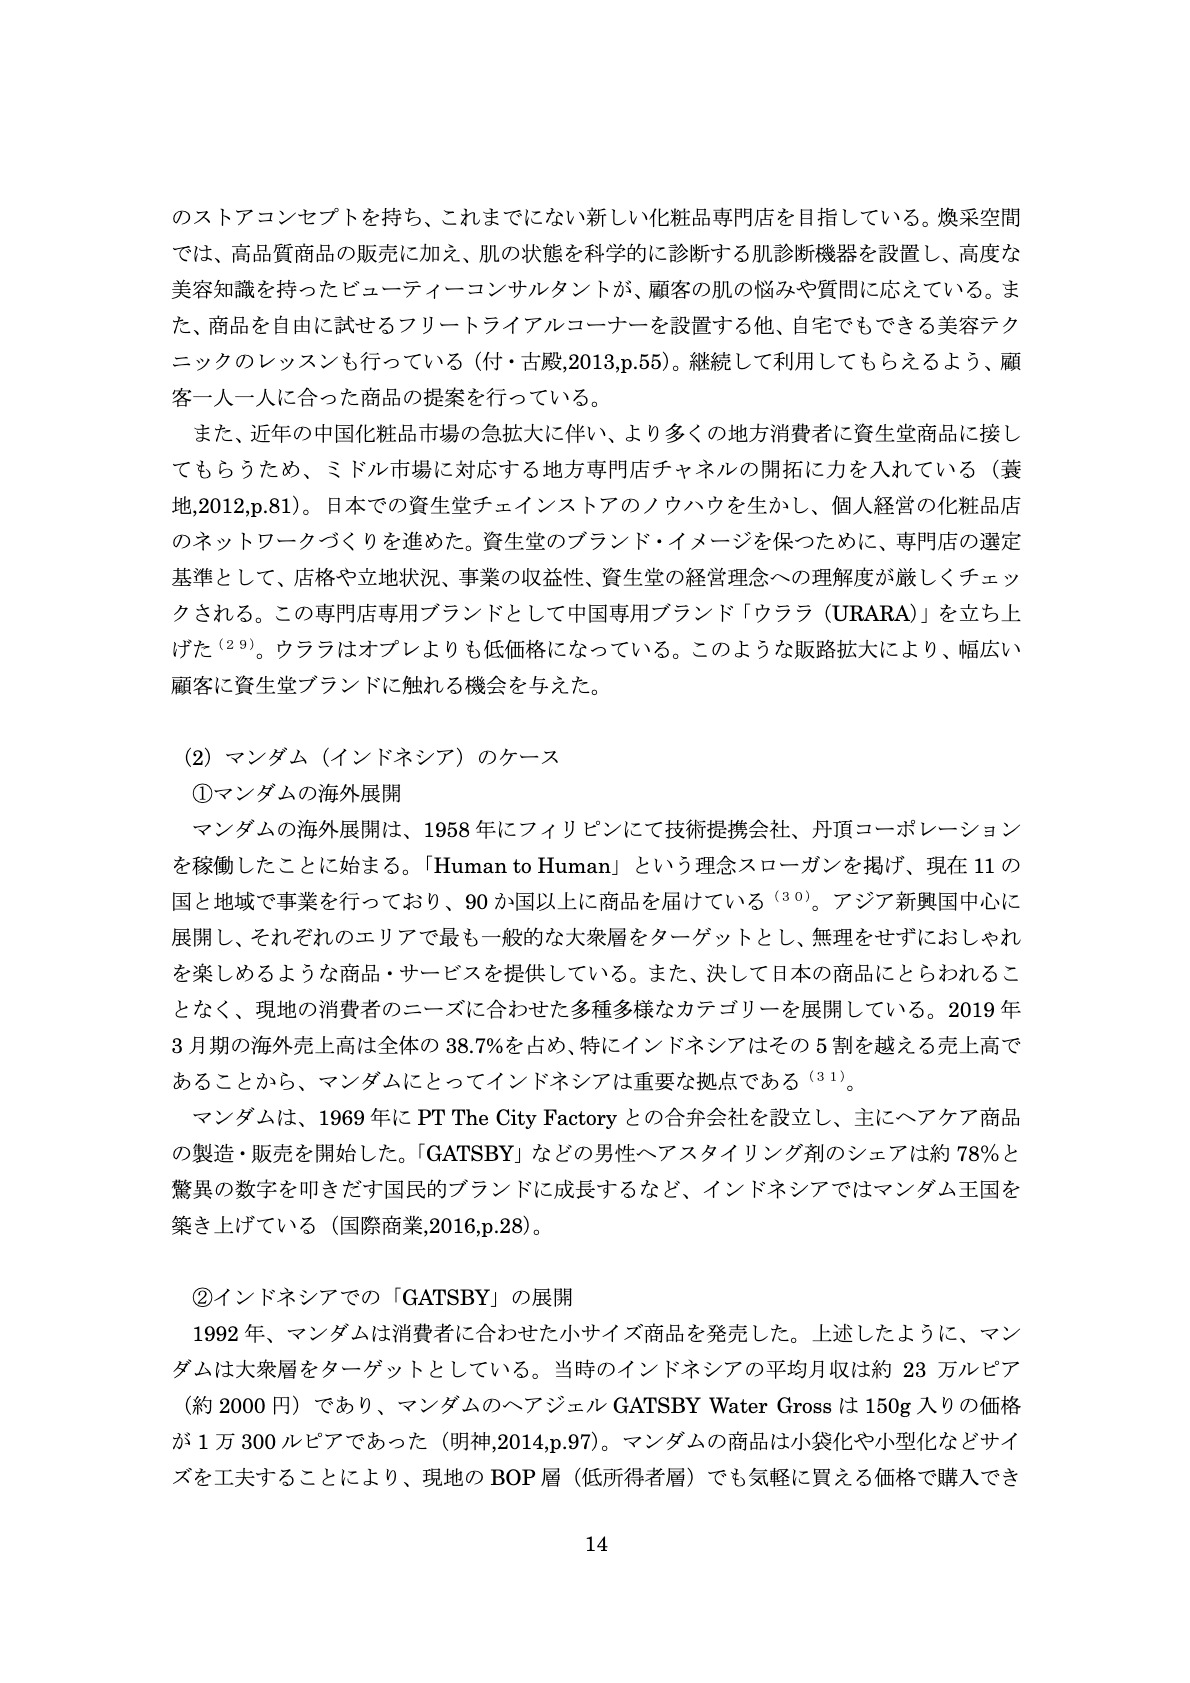 のストアコンセプトを持ち、これまでにない新しい化粧品専門店を目指している。煥采空間
では、高品質商品の販売に加え、肌の状態を科学的に診断する肌診断機器を設置し、高度な
美容知識を持ったビューティーコンサルタントが、顧客の肌の悩みや質問に応えている。ま
た、商品を自由に試せるフリートライアルコーナーを設置する他、自宅でもできる美容テク
ニックのレッスンも行っている（付・古殿,2013,p.55）。継続して利用してもらえるよう、顧
客一人一人に合った商品の提案を行っている。
また、近年の中国化粧品市場の急拡大に伴い、より多くの地方消費者に資生堂商品に接し
てもらうため、ミドル市場に対応する地方専門店チャネルの開拓に力を入れている（蓑
地,2012,p.81）。日本での資生堂チェインストアのノウハウを生かし、個人経営の化粧品店
のネットワークづくりを進めた。資生堂のブランド・イメージを保つために、専門店の選定
基準として、店格や立地状況、事業の収益性、資生堂の経営理念への理解度が厳しくチェッ
クされる。この専門店専用ブランドとして中国専用ブランド「ウララ（URARA）」を立ち上
げた（29）。ウララはオプレよりも低価格になっている。このような販路拡大により、幅広い
顧客に資生堂ブランドに触れる機会を与えた。
（2）マンダム（インドネシア）のケース
①マンダムの海外展開
マンダムの海外展開は、1958 年にフィリピンにて技術提携会社、丹頂コーポレーション
を稼働したことに始まる。「Human to Human」という理念スローガンを掲げ、現在 11 の
国と地域で事業を行っており、90 か国以上に商品を届けている（30）。アジア新興国中心に
展開し、それぞれのエリアで最も一般的な大衆層をターゲットとし、無理をせずにおしゃれ
を楽しめるような商品・サービスを提供している。また、決して日本の商品にとらわれるこ
となく、現地の消費者のニーズに合わせた多種多様なカテゴリーを展開している。2019 年
3 月期の海外売上高は全体の 38.7%を占め、特にインドネシアはその 5 割を越える売上高で
あることから、マンダムにとってインドネシアは重要な拠点である（31）。
マンダムは、1969 年に PT The City Factory との合弁会社を設立し、主にヘアケア商品
の製造・販売を開始した。「GATSBY」などの男性ヘアスタイリング剤のシェアは約 78%と
驚異の数字を叩きだす国民的ブランドに成長するなど、インドネシアではマンダム王国を
築き上げている（国際商業,2016,p.28）。
②インドネシアでの「GATSBY」の展開
1992 年、マンダムは消費者に合わせた小サイズ商品を発売した。上述したように、マン
ダムは大衆層をターゲットとしている。当時のインドネシアの平均月収は約 23 万ルピア
（約 2000 円）であり、マンダムのヘアジェル GATSBY Water Gross は 150g 入りの価格
が 1 万 300 ルピアであった（明神,2014,p.97）。マンダムの商品は小袋化や小型化などサイ
ズを工夫することにより、現地の BOP 層（低所得者層）でも気軽に買える価格で購入でき
14